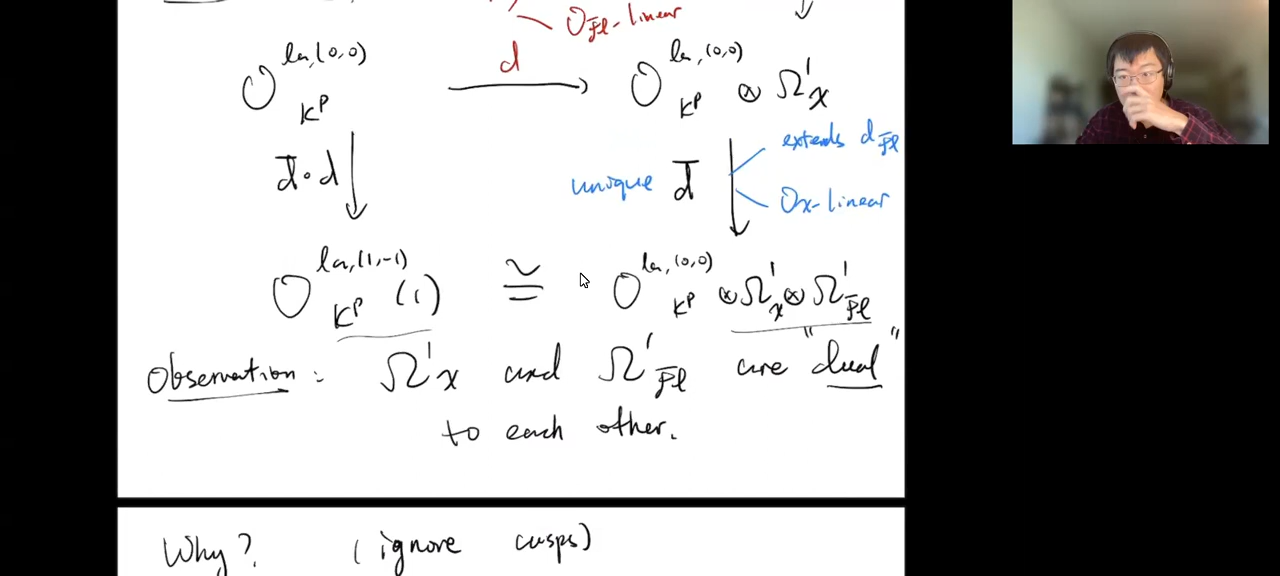 O_Fl-linear
O^{la,(0,0)}_{K^p} d O^{la,(0,0)}_{K^p} ⊗ Ω^1_X
d̄∘d unique d̄ extends d_Fl
O_X-linear
O^{la,(1,-1)}_{K^p} (1) ≅ O^{la,(0,0)}_{K^p} ⊗ Ω^1_X ⊗ Ω^1_Fl
Observation: Ω^1_X and Ω^1_Fl are "dual"
to each other.
Why? (ignore cusps)